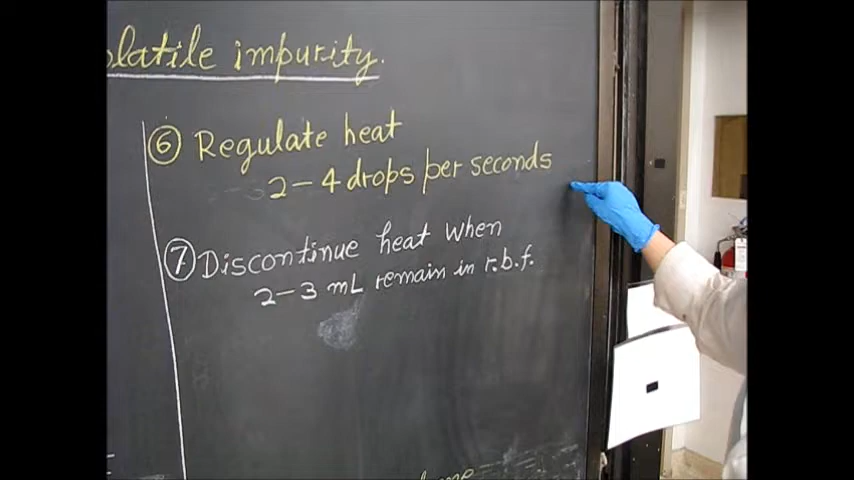 olatile impurity.
⑥ Regulate heat
2-4 drops per seconds
⑦ Discontinue heat when
2-3 mL remain in r.b.f.